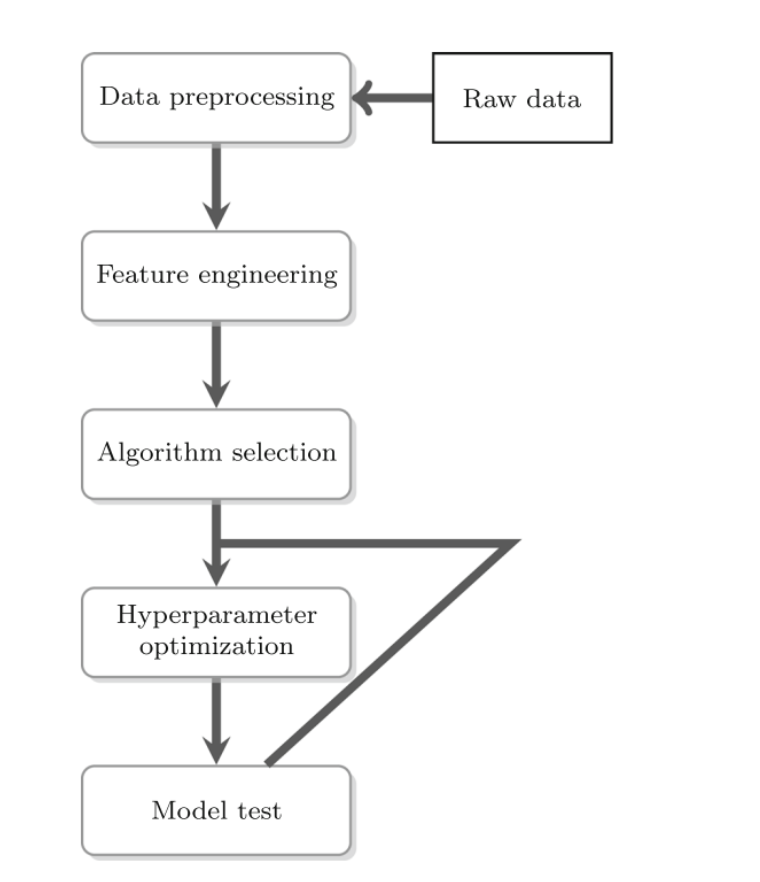 Data preprocessing
Raw data
Feature engineering
Algorithm selection
Hyperparameter
optimization
Model test